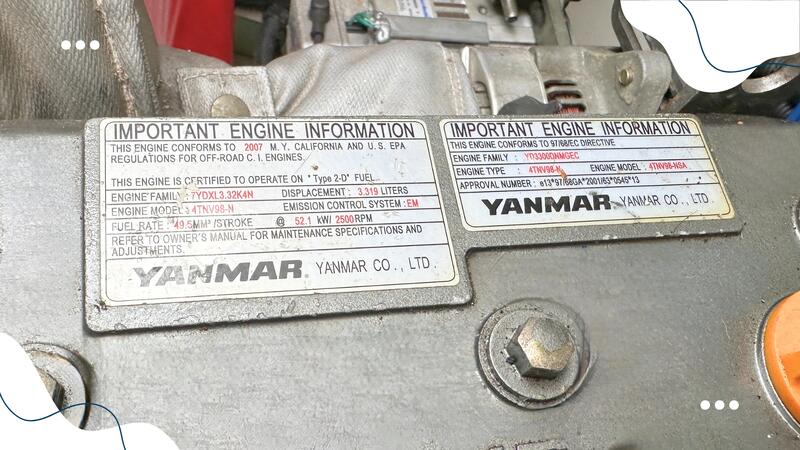 IMPORTANT ENGINE INFORMATION
THIS ENGINE CONFORMS TO 2007 M.Y. CALIFORNIA AND U.S. EPA
REGULATIONS FOR OFF-ROAD C.I. ENGINES.
THIS ENGINE IS CERTIFIED TO OPERATE ON "Type 2-D" FUEL
ENGINE FAMILY : 7YDXL3.32K4N DISPLACEMENT : 3.319 LITERS
ENGINE MODEL : 4TNV98-N EMISSION CONTROL SYSTEM : EM
FUEL RATE : 49.5MM³/STROKE @ 52.1 kW/ 2500RPM
REFER TO OWNER'S MANUAL FOR MAINTENANCE SPECIFICATIONS AND
ADJUSTMENTS.
YANMAR. YANMAR CO., LTD.
IMPORTANT ENGINE INFORMATION
THIS ENGINE CONFORMS TO 97/68/EC DIRECTIVE
ENGINE FAMILY : YD3300DNMGEC
ENGINE TYPE : 4TNV98-N ENGINE MODEL : 4TNV98-NSA
APPROVAL NUMBER : e13*97/68GA*2001/63*0545*13
YANMAR YANMAR CO., LTD.